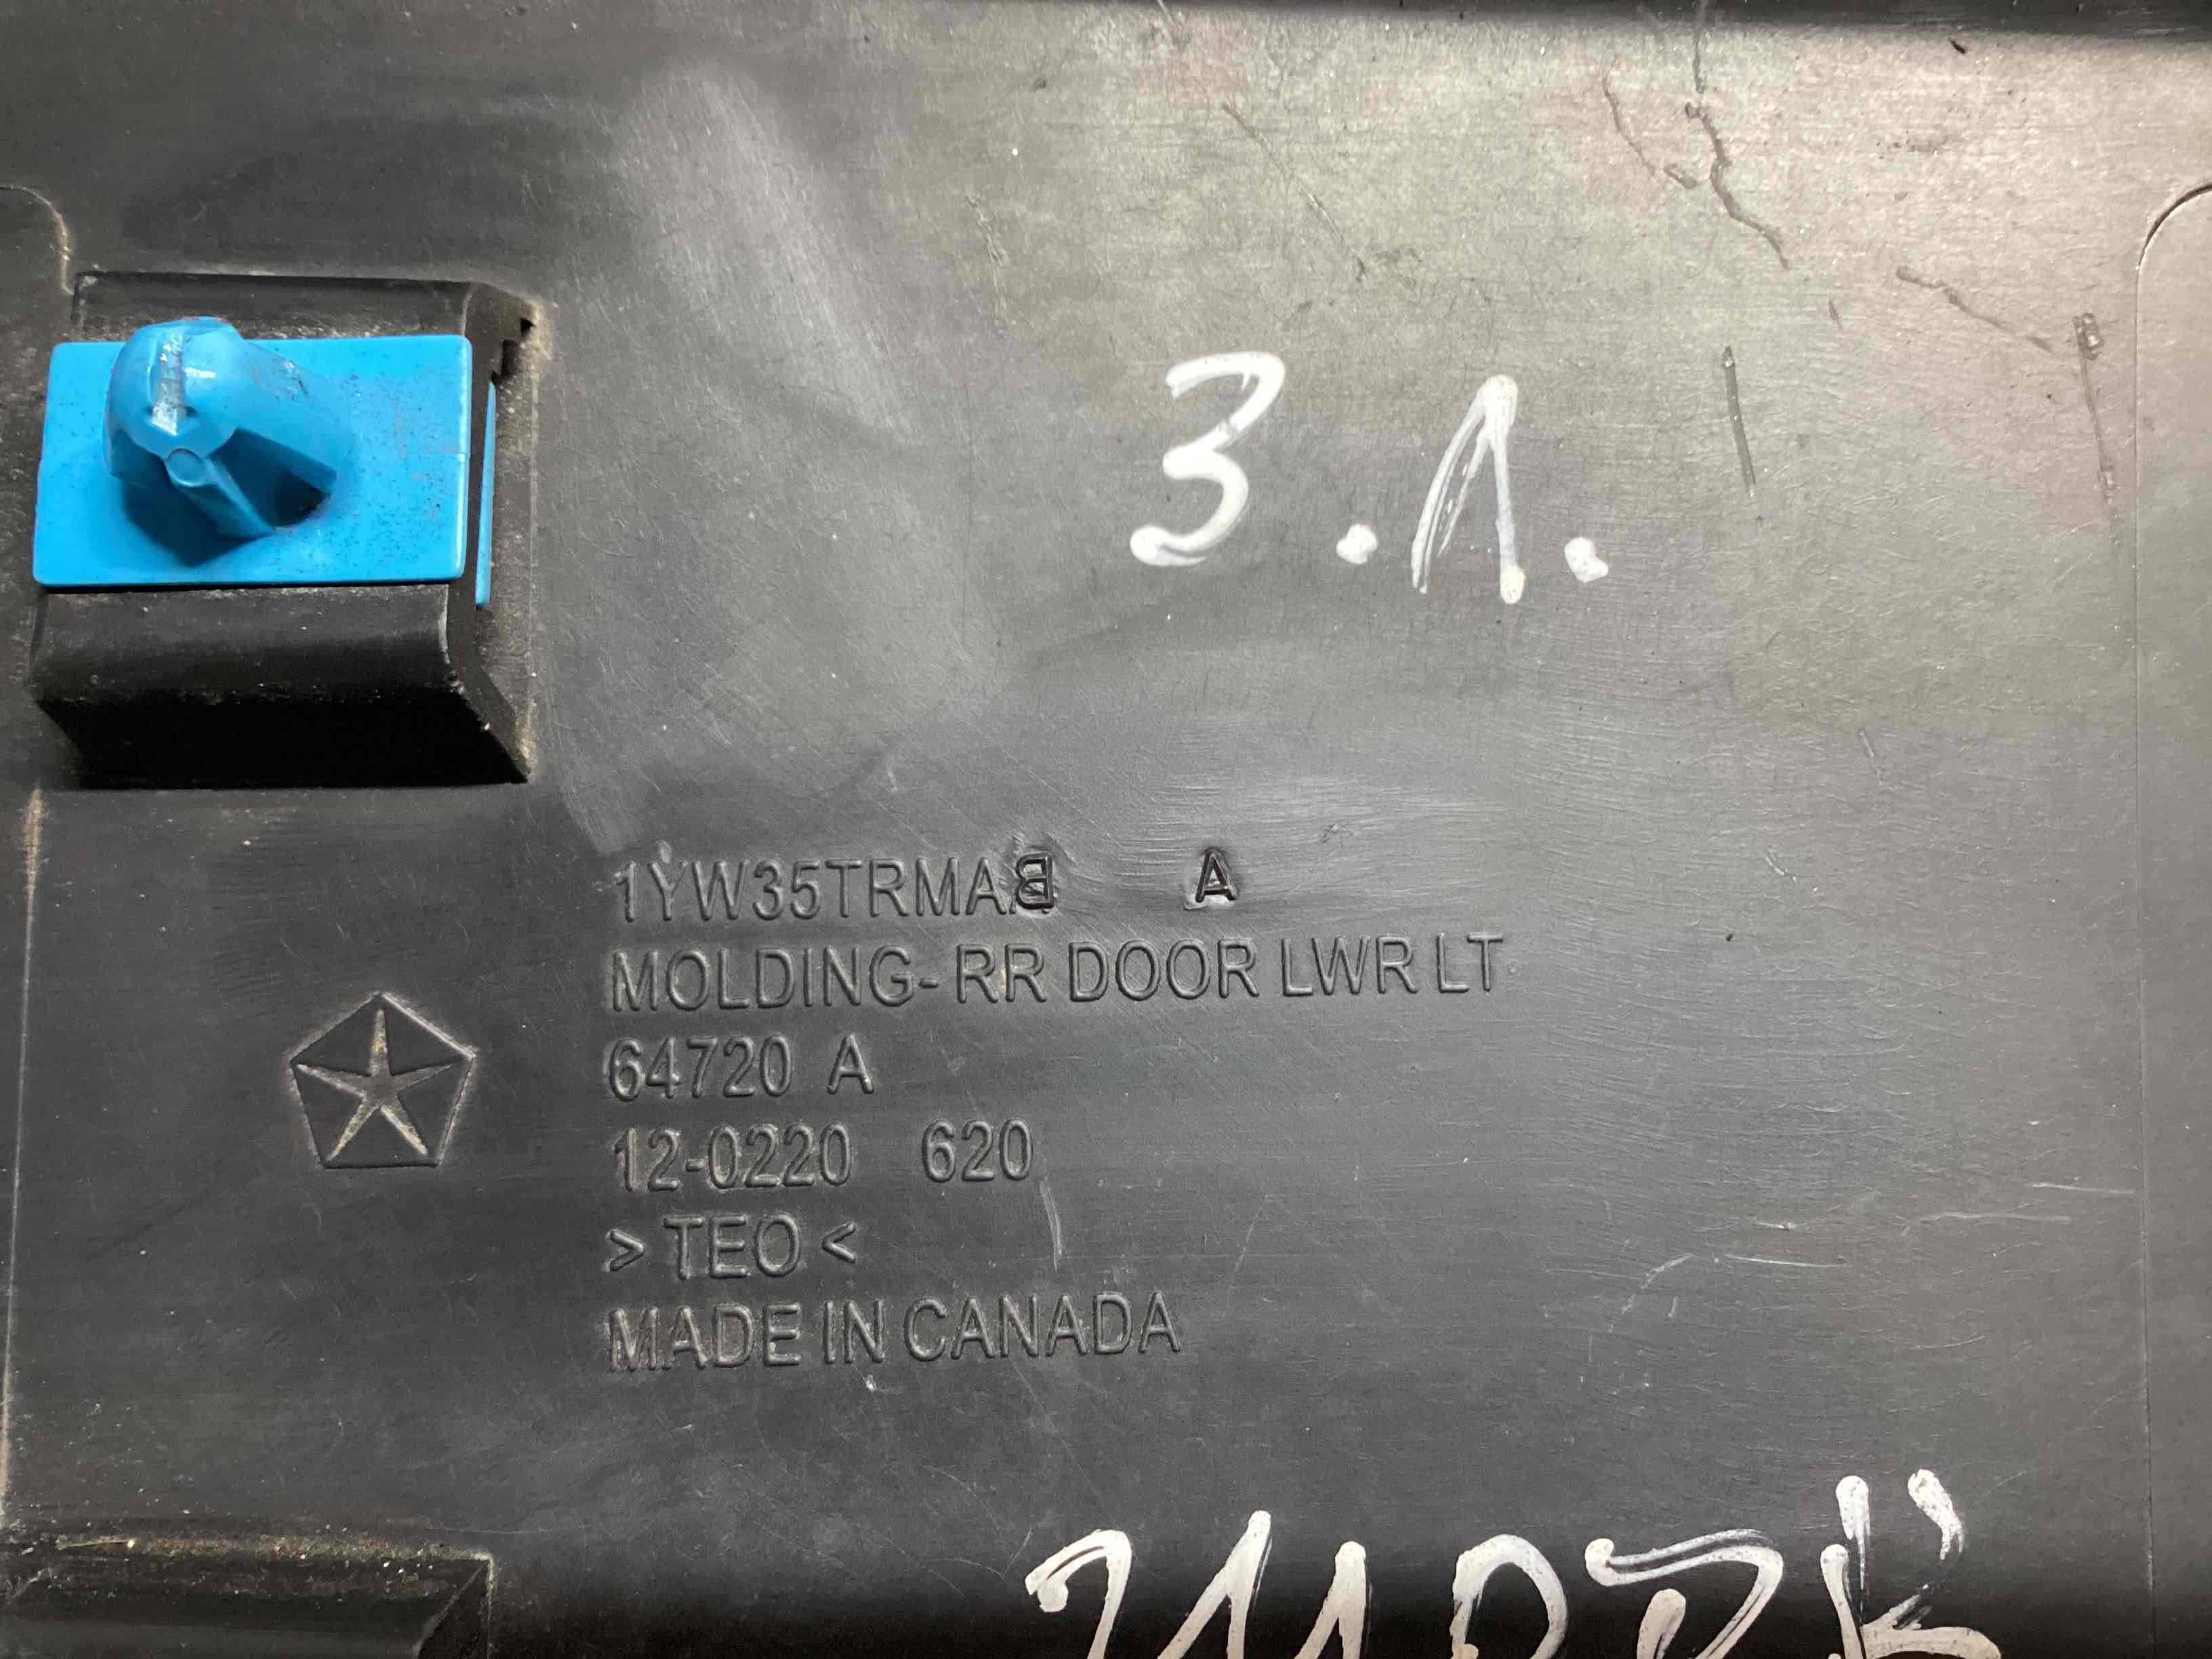 3.1.
1YW35TRMAB A
MOLDING-RR DOOR LWR LT
64720 A
12-0220 620
>TEO<
MADE IN CANADA